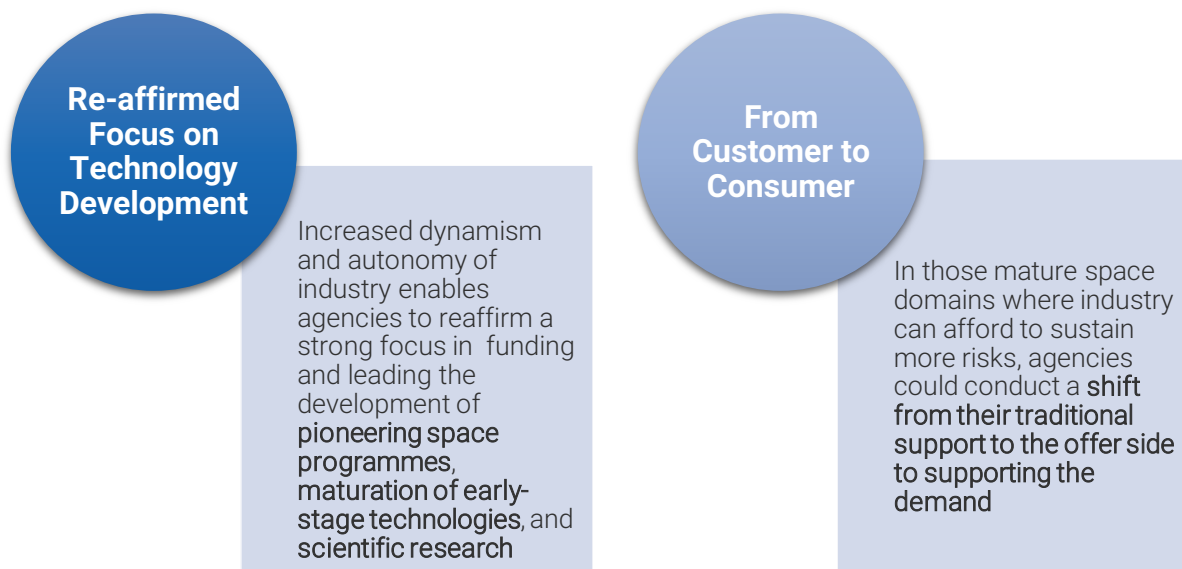 Re-affirmed
Focus on
Technology
Development
Increased dynamism
and autonomy of
industry enables
agencies to reaffirm a
strong focus in  funding
and leading the
development of
pioneering space
programmes,
maturation of early-
stage technologies, and
scientific research
From
Customer to
Consumer
In those mature space
domains where industry
can afford to sustain
more risks, agencies
could conduct a shift
from their traditional
support to the offer side
to supporting the
demand